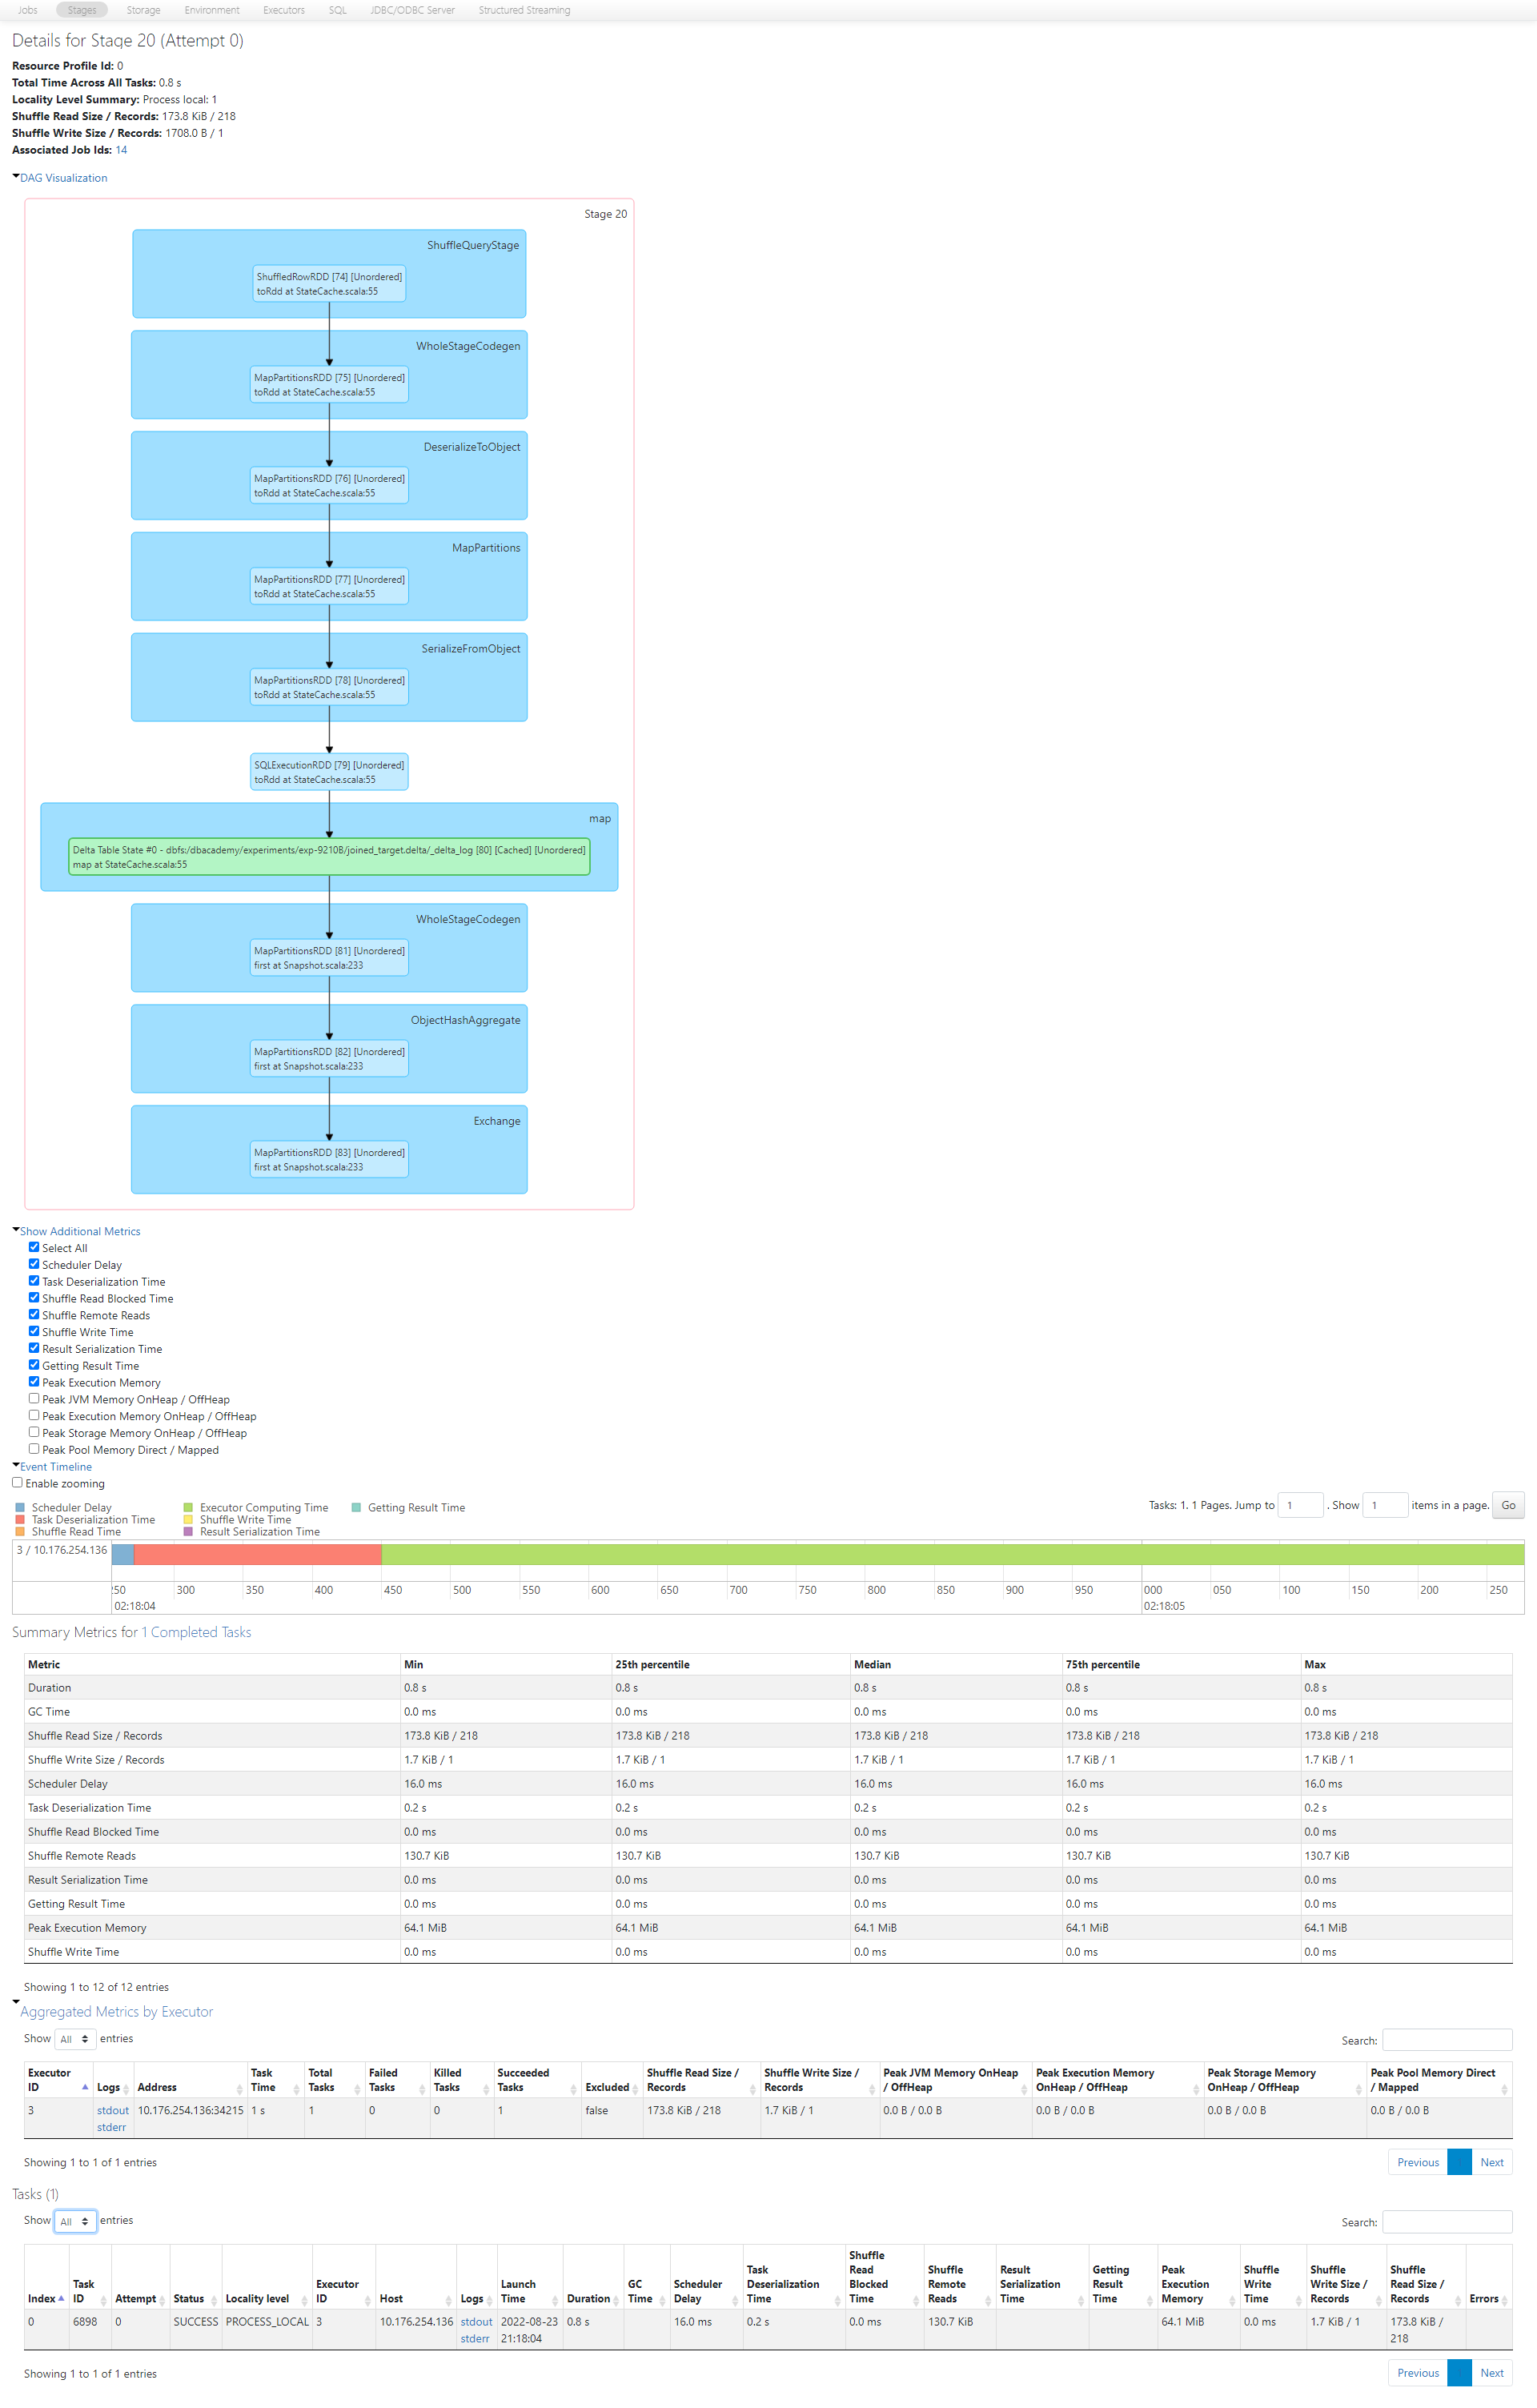 Jobs Stages Storage Environment Executors SQL JDBC/ODBC Server Structured Streaming
Details for Stage 20 (Attempt 0)
Resource Profile Id: 0
Total Time Across All Tasks: 0.8 s
Locality Level Summary: Process local: 1
Shuffle Read Size / Records: 173.8 KiB / 218
Shuffle Write Size / Records: 1708.0 B / 1
Associated Job Ids: 14
DAG Visualization
Stage 20
ShuffleQueryStage
ShuffledRowRDD [74] [Unordered]
toRdd at StateCache.scala:55
WholeStageCodegen
MapPartitionsRDD [75] [Unordered]
toRdd at StateCache.scala:55
DeserializeToObject
MapPartitionsRDD [76] [Unordered]
toRdd at StateCache.scala:55
MapPartitions
MapPartitionsRDD [77] [Unordered]
toRdd at StateCache.scala:55
SerializeFromObject
MapPartitionsRDD [78] [Unordered]
toRdd at StateCache.scala:55
SQLExecutionRDD [79] [Unordered]
toRdd at StateCache.scala:55
map
Delta Table State #0 - dbfs:/dbacademy/experiments/exp-9210B/joined_target.delta/_delta_log [80] [Cached] [Unordered]
map at StateCache.scala:55
WholeStageCodegen
MapPartitionsRDD [81] [Unordered]
first at Snapshot.scala:233
ObjectHashAggregate
MapPartitionsRDD [82] [Unordered]
first at Snapshot.scala:233
Exchange
MapPartitionsRDD [83] [Unordered]
first at Snapshot.scala:233
Show Additional Metrics
Select All
Scheduler Delay
Task Deserialization Time
Shuffle Read Blocked Time
Shuffle Remote Reads
Shuffle Write Time
Result Serialization Time
Getting Result Time
Peak Execution Memory
Peak JVM Memory OnHeap / OffHeap
Peak Execution Memory OnHeap / OffHeap
Peak Storage Memory OnHeap / OffHeap
Peak Pool Memory Direct / Mapped
Event Timeline
Enable zooming
Tasks: 1. 1 Pages. Jump to 1 . Show 1 items in a page. Go
Scheduler Delay Executor Computing Time Getting Result Time
Task Deserialization Time Shuffle Write Time
Shuffle Read Time Result Serialization Time
3 / 10.176.254.136
250 300 350 400 450 500 550 600 650 700 750 800 850 900 950 000 050 100 150 200 250
02:18:04 02:18:05
Summary Metrics for 1 Completed Tasks
Metric Min 25th percentile Median 75th percentile Max
Duration 0.8 s 0.8 s 0.8 s 0.8 s 0.8 s
GC Time 0.0 ms 0.0 ms 0.0 ms 0.0 ms 0.0 ms
Shuffle Read Size / Records 173.8 KiB / 218 173.8 KiB / 218 173.8 KiB / 218 173.8 KiB / 218 173.8 KiB / 218
Shuffle Write Size / Records 1.7 KiB / 1 1.7 KiB / 1 1.7 KiB / 1 1.7 KiB / 1 1.7 KiB / 1
Scheduler Delay 16.0 ms 16.0 ms 16.0 ms 16.0 ms 16.0 ms
Task Deserialization Time 0.2 s 0.2 s 0.2 s 0.2 s 0.2 s
Shuffle Read Blocked Time 0.0 ms 0.0 ms 0.0 ms 0.0 ms 0.0 ms
Shuffle Remote Reads 130.7 KiB 130.7 KiB 130.7 KiB 130.7 KiB 130.7 KiB
Result Serialization Time 0.0 ms 0.0 ms 0.0 ms 0.0 ms 0.0 ms
Getting Result Time 0.0 ms 0.0 ms 0.0 ms 0.0 ms 0.0 ms
Peak Execution Memory 64.1 MiB 64.1 MiB 64.1 MiB 64.1 MiB 64.1 MiB
Shuffle Write Time 0.0 ms 0.0 ms 0.0 ms 0.0 ms 0.0 ms
Showing 1 to 12 of 12 entries
Aggregated Metrics by Executor
Show All entries Search:
Executor Task Total Failed Killed Succeeded Shuffle Read Size / Shuffle Write Size / Peak JVM Memory OnHeap Peak Execution Memory Peak Storage Memory Peak Pool Memory Direct
ID Logs Address Time Tasks Tasks Tasks Tasks Excluded Records Records / OffHeap OnHeap / OffHeap OnHeap / OffHeap / Mapped
3 stdout 10.176.254.136:34215 1 s 1 0 0 1 false 173.8 KiB / 218 1.7 KiB / 1 0.0 B / 0.0 B 0.0 B / 0.0 B 0.0 B / 0.0 B 0.0 B / 0.0 B
stderr
Showing 1 to 1 of 1 entries Previous Next
Tasks (1)
Show All entries Search:
Shuffle
Task Read Shuffle Result Getting Peak Shuffle Shuffle Shuffle
Task Executor Launch GC Scheduler Deserialization Blocked Remote Serialization Result Execution Write Write Size / Read Size /
Index ID Attempt Status Locality level ID Host Logs Time Duration Time Delay Time Time Reads Time Time Memory Time Records Records Errors
0 6898 0 SUCCESS PROCESS_LOCAL 3 10.176.254.136 stdout 2022-08-23 0.8 s 16.0 ms 0.2 s 0.0 ms 130.7 KiB 64.1 MiB 0.0 ms 1.7 KiB / 1 173.8 KiB /
stderr 21:18:04 218
Showing 1 to 1 of 1 entries Previous Next